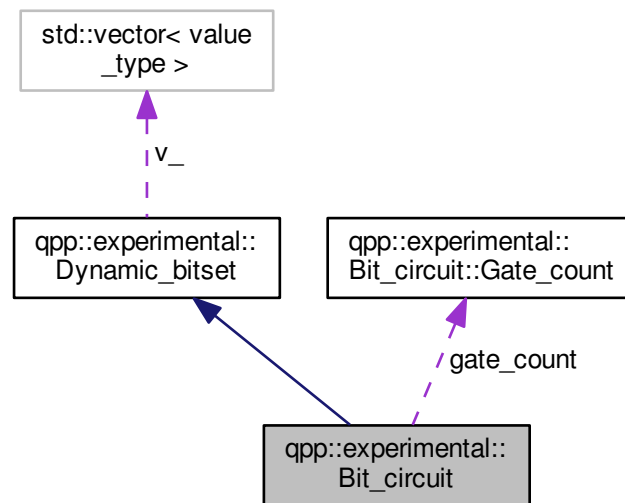 std::vector< value
_type >
v_
qpp::experimental::
Dynamic_bitset
qpp::experimental::
Bit_circuit::Gate_count
gate_count
qpp::experimental::
Bit_circuit